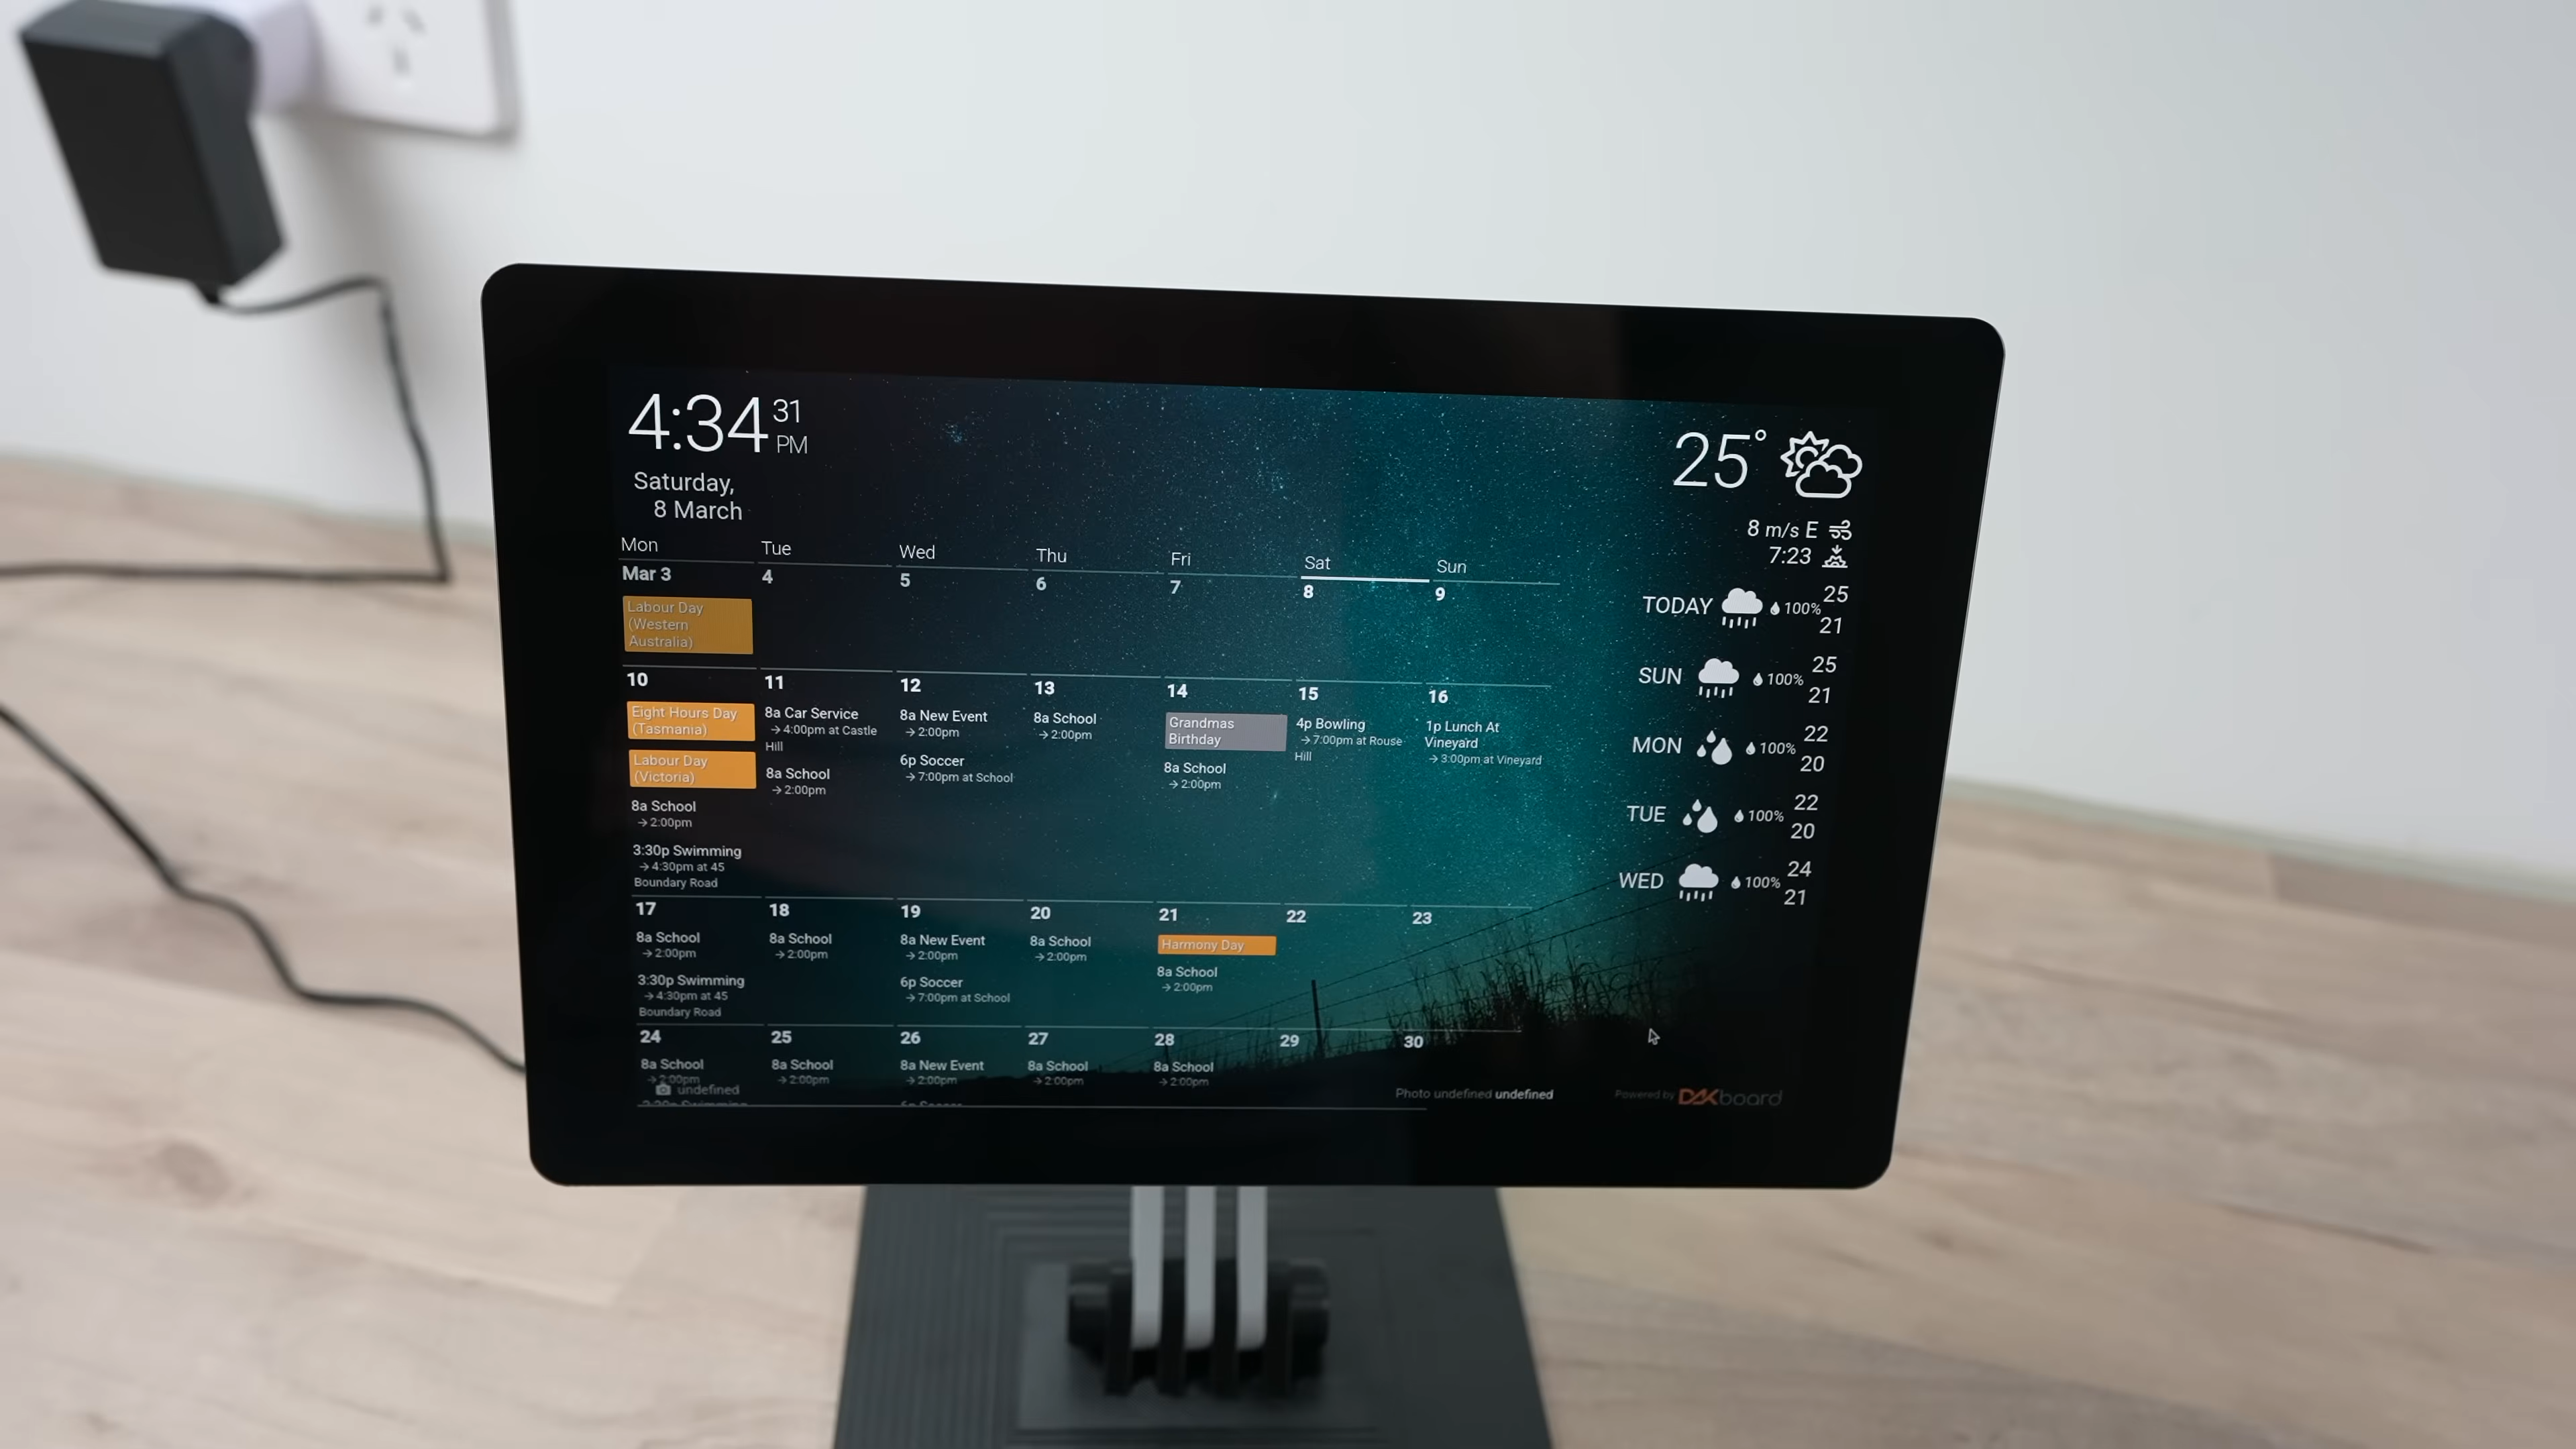 4:34 31 PM
Saturday,
8 March
25°
8 m/s E
7:23
Mon Tue Wed Thu Fri Sat Sun
Mar 3 4 5 6 7 8 9
Labour Day
(Western
Australia)
10
Eight Hours Day
(Tasmania)
Labour Day
(Victoria)
8a School
→ 2:00pm
3:30p Swimming
→ 4:30pm at 45
Boundary Road
11
8a Car Service
→ 4:00pm at Castle
Hill
8a School
→ 2:00pm
12
8a New Event
→ 2:00pm
6p Soccer
→ 7:00pm at School
13
8a School
→ 2:00pm
14
Grandmas
Birthday
8a School
→ 2:00pm
15
4p Bowling
→ 7:00pm at Rouse
Hill
16
1p Lunch At
Vineyard
→ 3:00pm at Vineyard
17
8a School
→ 2:00pm
3:30p Swimming
→ 4:30pm at 45
Boundary Road
18
8a School
→ 2:00pm
19
8a New Event
→ 2:00pm
6p Soccer
→ 7:00pm at School
20
8a School
→ 2:00pm
21
Harmony Day
8a School
→ 2:00pm
22
23
24
8a School
→ 2:00pm
3:30p Swimming
25
8a School
→ 2:00pm
26
8a New Event
→ 2:00pm
6p Soccer
27
8a School
→ 2:00pm
28
8a School
→ 2:00pm
29
30
TODAY 100% 25
21
SUN 100% 25
21
MON 100% 22
20
TUE 100% 22
20
WED 100% 24
21
undefined
Photo undefined undefined
Powered by DAKboard